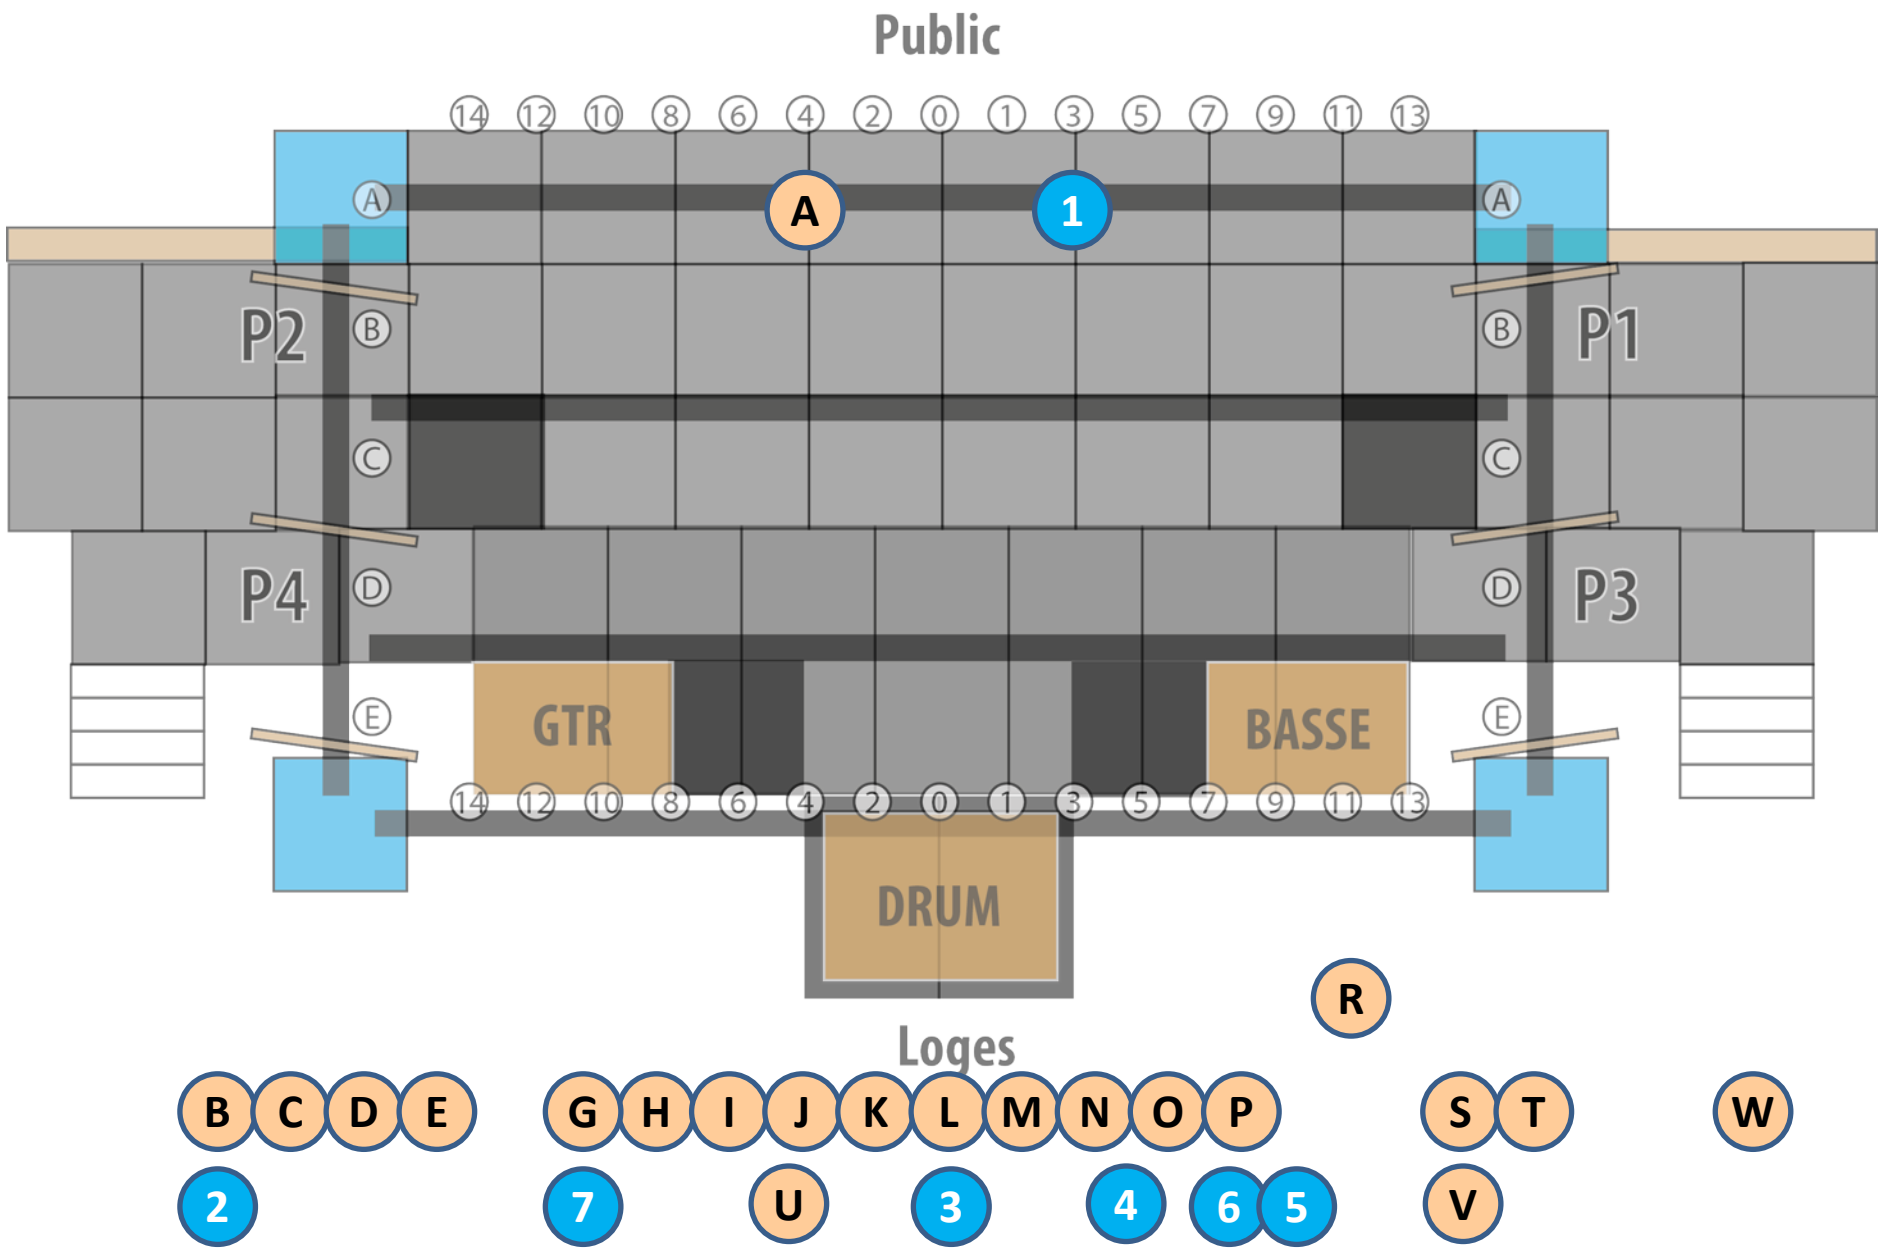 Public
14 12 10 8 6 4 2 0 1 3 5 7 9 11 13
A A 1 A
P2 B B P1
C C
P4 D D P3
E GTR BASSE E
14 12 10 8 6 4 2 0 1 3 5 7 9 11 13
DRUM
R
Loges
B C D E G H I J K L M N O P S T W
2 7 U 3 4 6 5 V